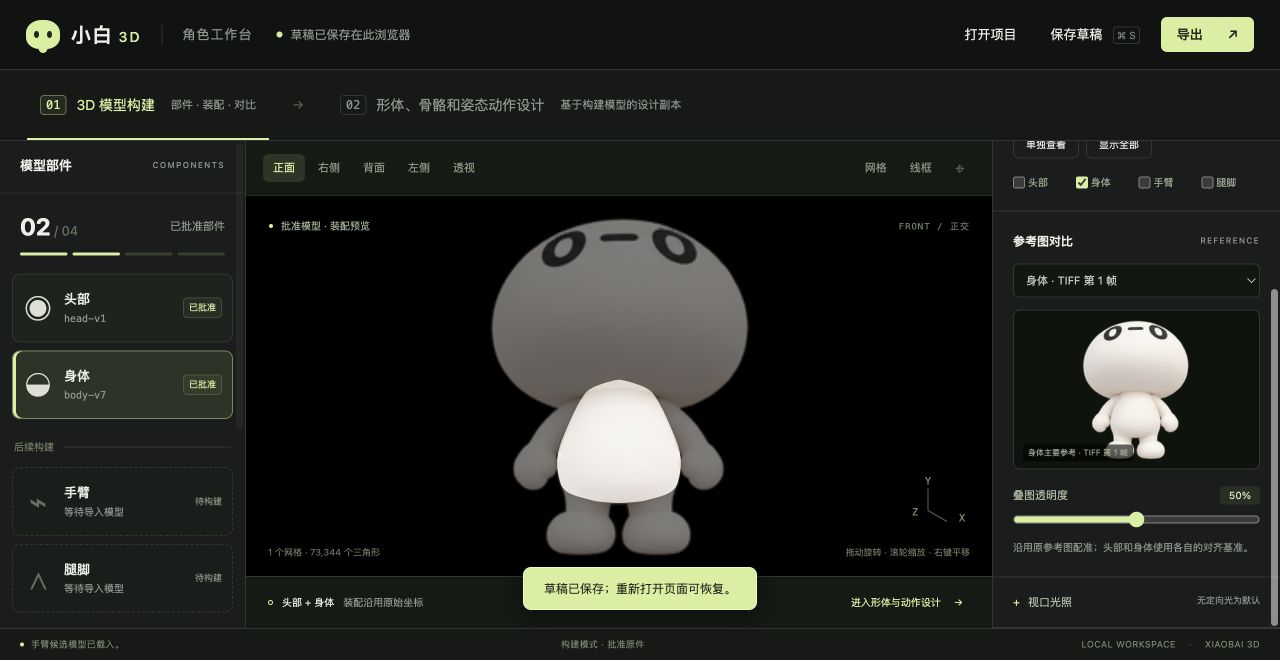 小白 3D
角色工作台
草稿已保存在此浏览器
打开项目
保存草稿 ⌘ S
导出 ↗
01 3D 模型构建 部件 · 装配 · 对比
→
02 形体、骨骼和姿态动作设计 基于构建模型的设计副本
模型部件 COMPONENTS
02 / 04 已批准部件
头部
head-v1
已批准
身体
body-v7
已批准
后续构建
手臂
等待导入模型
待构建
腿脚
等待导入模型
待构建
正面 右侧 背面 左侧 透视
网格 线框
批准模型 · 装配预览
FRONT / 正交
Y
Z X
1 个网格 · 73,344 个三角形
拖动旋转 · 滚轮缩放 · 右键平移
头部 + 身体 装配沿用原始坐标
进入形体与动作设计 →
草稿已保存；重新打开页面可恢复。
单独查看 显示全部
头部 身体 手臂 腿脚
参考图对比 REFERENCE
身体 · TIFF 第 1 帧
身体主要参考 · TIFF 第 1 帧
叠图透明度 50%
沿用原参考图配准；头部和身体使用各自的对齐基准。
+ 视口光照 无定向光为默认
手臂候选模型已载入。
构建模式 · 批准原件
LOCAL WORKSPACE · XIAOBAI 3D